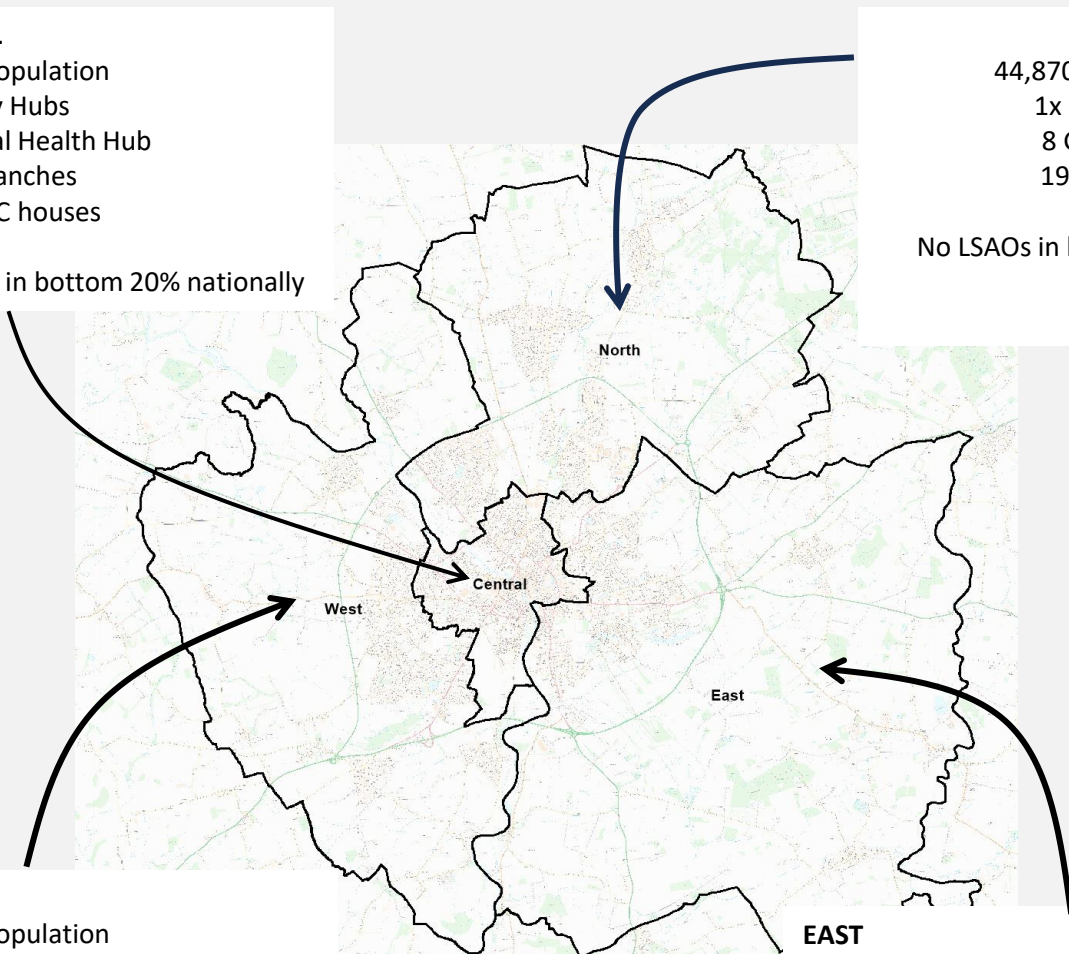 opulation
Hubs
al Health Hub
anches
C houses
in bottom 20% nationally
44,870
1x
8
19
No LSAOs in
North
Central
West
East
opulation
EAST